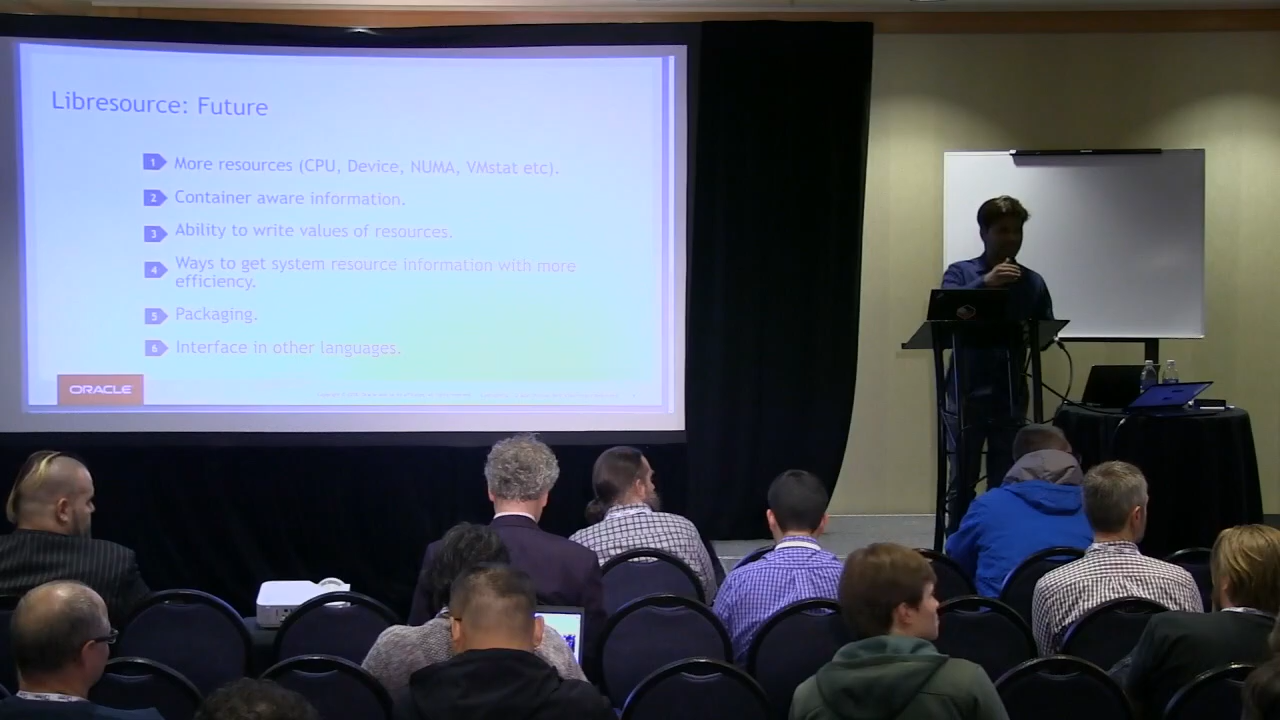 Libresource: Future
1 More resources (CPU, Device, NUMA, VMstat etc).
2 Container aware information.
3 Ability to write values of resources.
4 Ways to get system resource information with more
efficiency.
5 Packaging.
6 Interface in other languages.
ORACLE